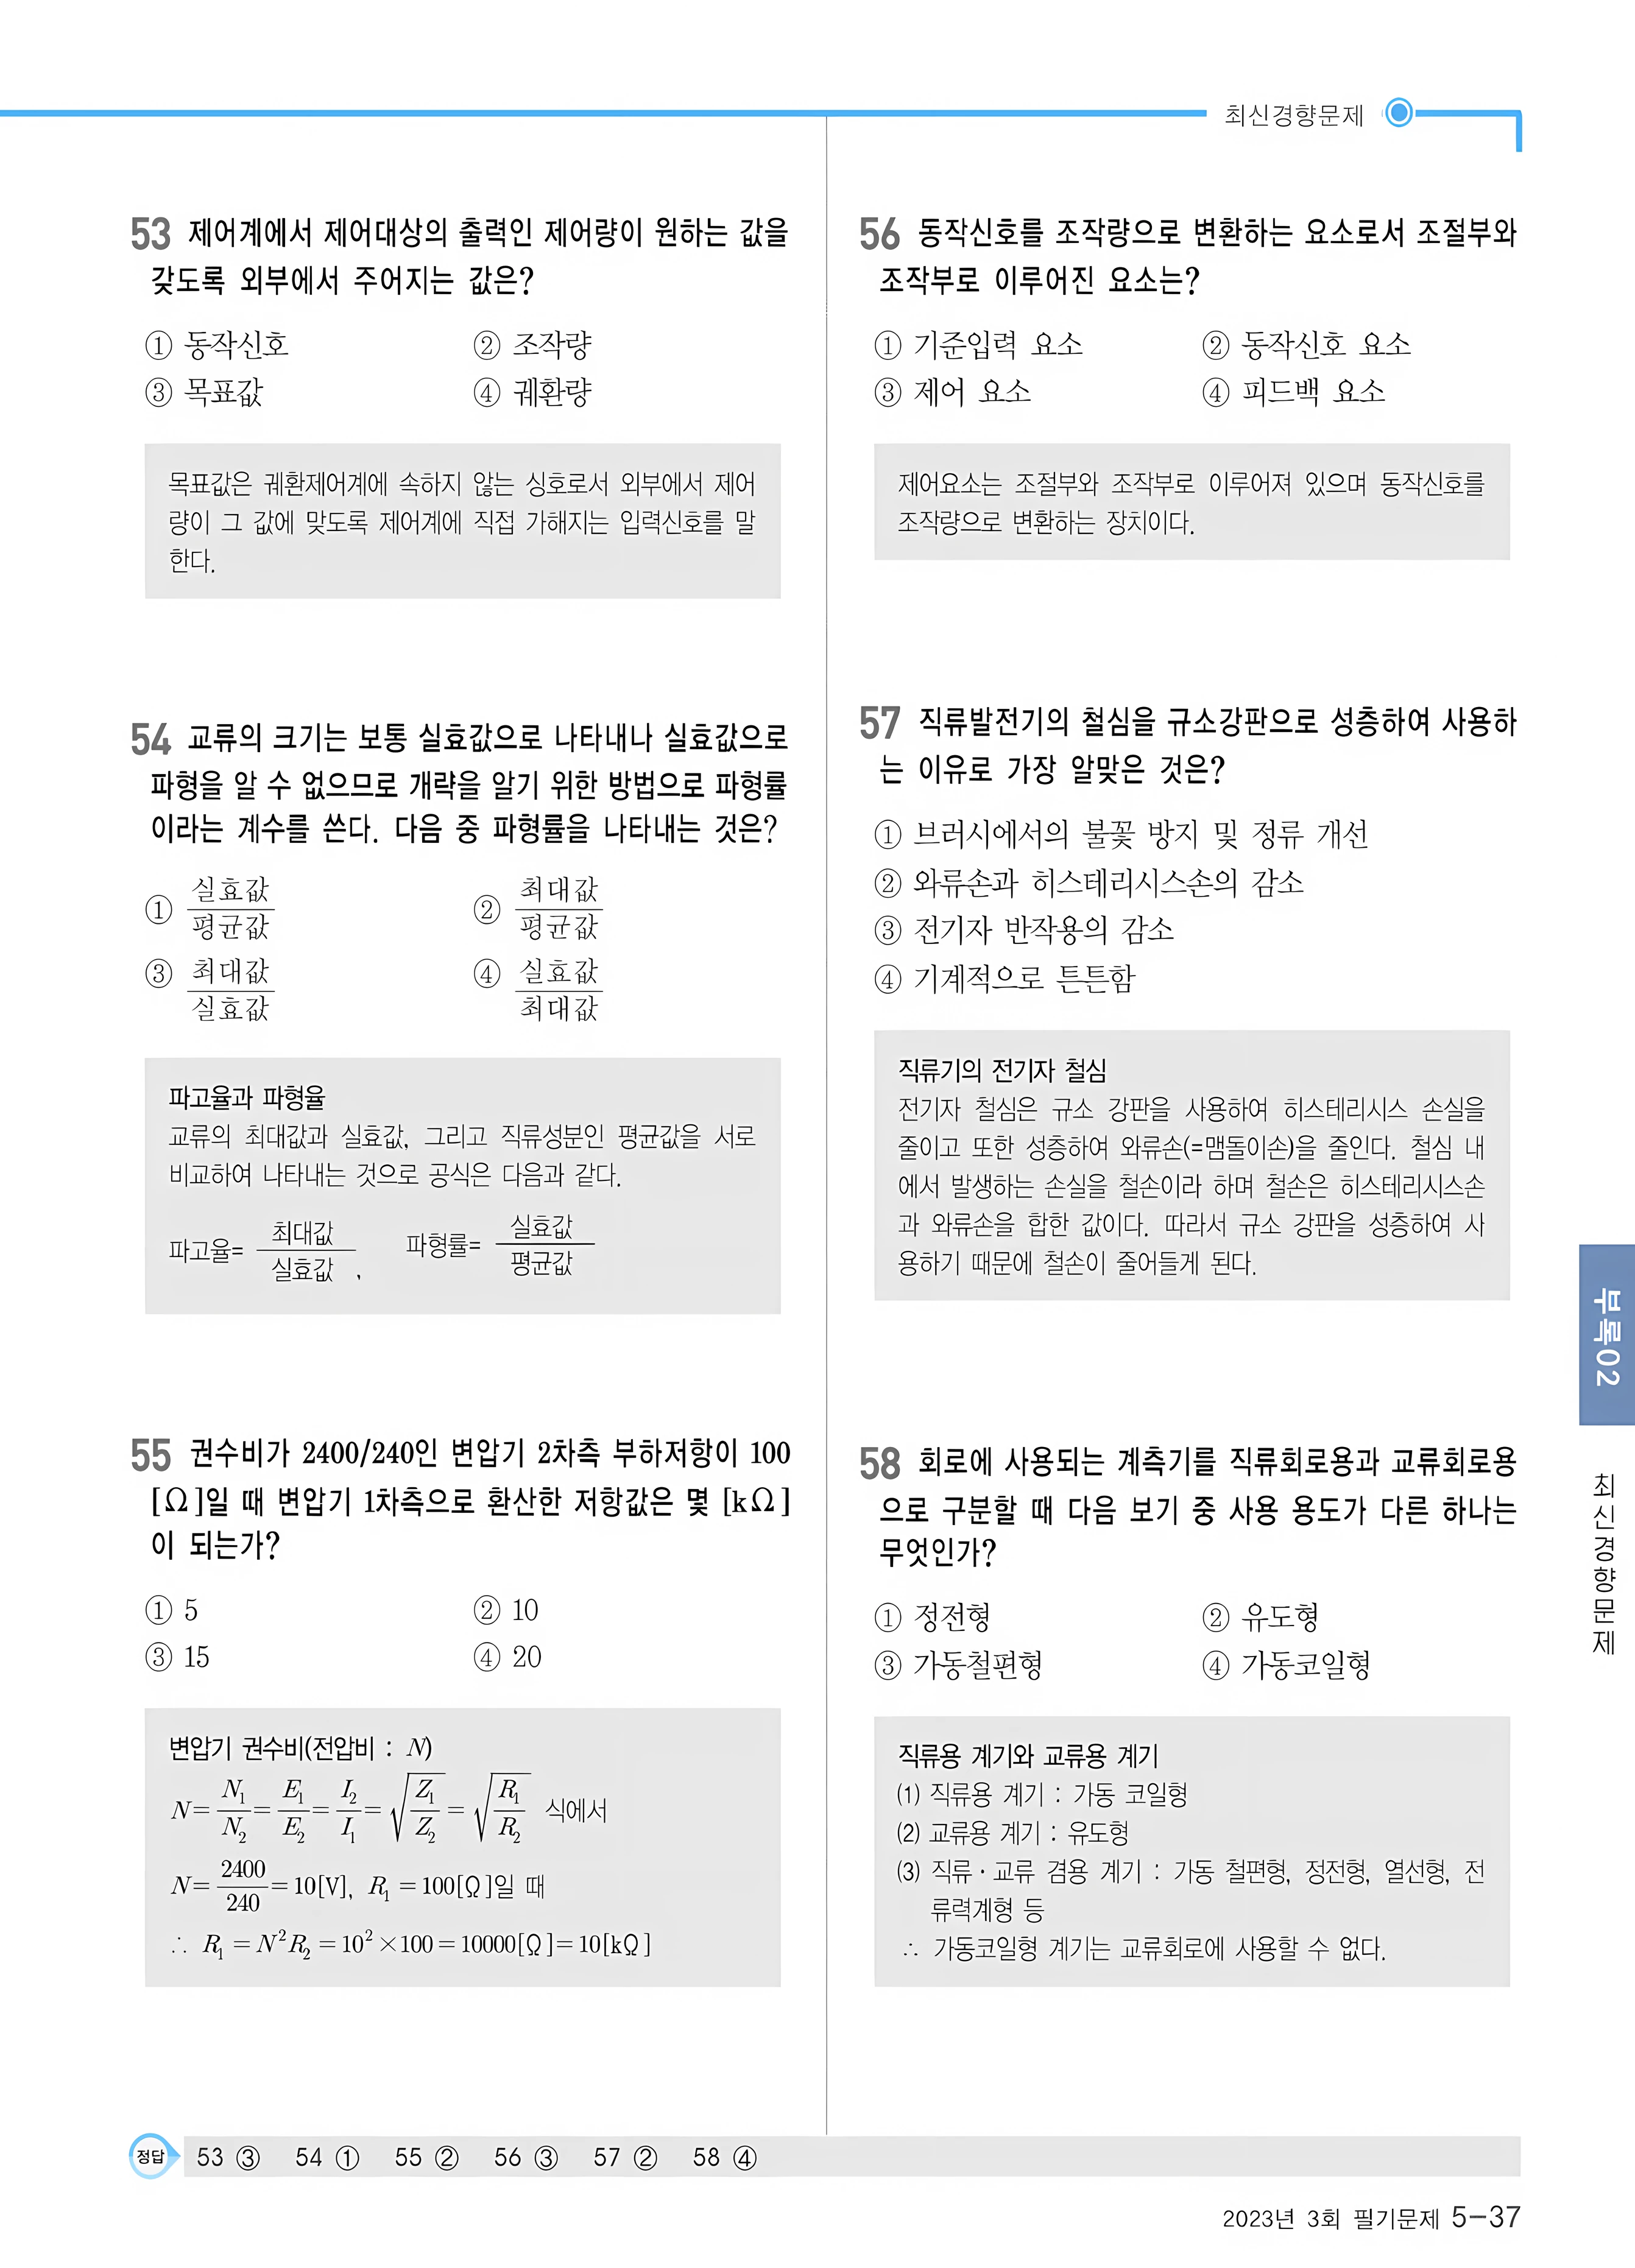 최신경향문제
53 제어계에서 제어대상의 출력인 제어량이 원하는 값을
갖도록 외부에서 주어지는 값은?
① 동작신호 ② 조작량
③ 목표값 ④ 궤환량
목표값은 궤환제어계에 속하지 않는 싱호로서 외부에서 제어
량이 그 값에 맞도록 제어계에 직접 가해지는 입력신호를 말
한다.
54 교류의 크기는 보통 실효값으로 나타내나 실효값으로
파형을 알 수 없으므로 개략을 알기 위한 방법으로 파형률
이라는 계수를 쓴다. 다음 중 파형률을 나타내는 것은?
① 실효값/평균값 ② 최대값/평균값
③ 최대값/실효값 ④ 실효값/최대값
파고율과 파형율
교류의 최대값과 실효값, 그리고 직류성분인 평균값을 서로
비교하여 나타내는 것으로 공식은 다음과 같다.
파고율= 최대값/실효값 , 파형률= 실효값/평균값
55 권수비가 2400/240인 변압기 2차측 부하저항이 100
[Ω]일 때 변압기 1차측으로 환산한 저항값은 몇 [kΩ]
이 되는가?
① 5 ② 10
③ 15 ④ 20
변압기 권수비(전압비 : N)
N= N₁/N₂ = E₁/E₂ = I₂/I₁ = √(Z₁/Z₂) = √(R₁/R₂) 식에서
N= 2400/240 = 10[V], R₁ = 100[Ω]일 때
∴ R₁ = N²R₂ = 10² × 100 = 10000[Ω] = 10[kΩ]
56 동작신호를 조작량으로 변환하는 요소로서 조절부와
조작부로 이루어진 요소는?
① 기준입력 요소 ② 동작신호 요소
③ 제어 요소 ④ 피드백 요소
제어요소는 조절부와 조작부로 이루어져 있으며 동작신호를
조작량으로 변환하는 장치이다.
57 직류발전기의 철심을 규소강판으로 성층하여 사용하
는 이유로 가장 알맞은 것은?
① 브러시에서의 불꽃 방지 및 정류 개선
② 와류손과 히스테리시스손의 감소
③ 전기자 반작용의 감소
④ 기계적으로 튼튼함
직류기의 전기자 철심
전기자 철심은 규소 강판을 사용하여 히스테리시스 손실을
줄이고 또한 성층하여 와류손(=맴돌이손)을 줄인다. 철심 내
에서 발생하는 손실을 철손이라 하며 철손은 히스테리시스손
과 와류손을 합한 값이다. 따라서 규소 강판을 성층하여 사
용하기 때문에 철손이 줄어들게 된다.
58 회로에 사용되는 계측기를 직류회로용과 교류회로용
으로 구분할 때 다음 보기 중 사용 용도가 다른 하나는
무엇인가?
① 정전형 ② 유도형
③ 가동철편형 ④ 가동코일형
직류용 계기와 교류용 계기
(1) 직류용 계기 : 가동 코일형
(2) 교류용 계기 : 유도형
(3) 직류·교류 겸용 계기 : 가동 철편형, 정전형, 열선형, 전
류력계형 등
∴ 가동코일형 계기는 교류회로에 사용할 수 없다.
부록02
최신경향문제
정답 53 ③ 54 ① 55 ② 56 ③ 57 ② 58 ④
2023년 3회 필기문제 5-37